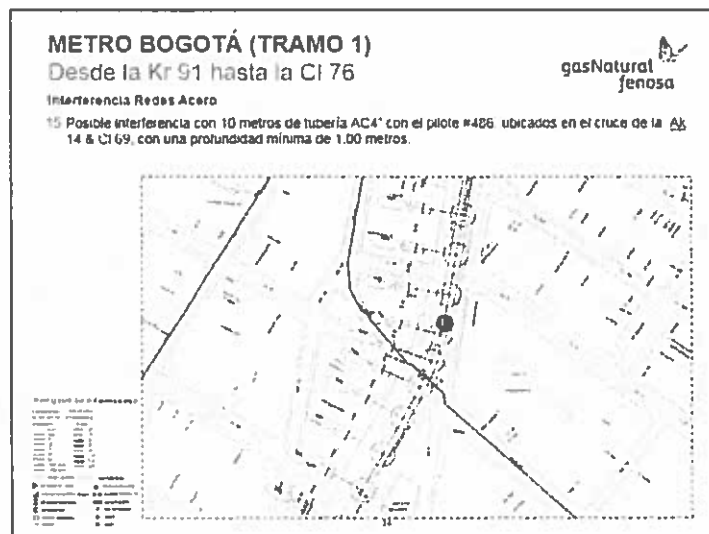 METRO BOGOTÁ (TRAMO 1)
Desde la Kr 91 hasta la Cl 76
gasNatural
fenosa
Interferencia Redes Acero
15 Posible interferencia con 10 metros de tubería AC4" con el pilote #486, ubicados en el cruce de la Ak
14 & Cl 69, con una profundidad mínima de 1.00 metros.